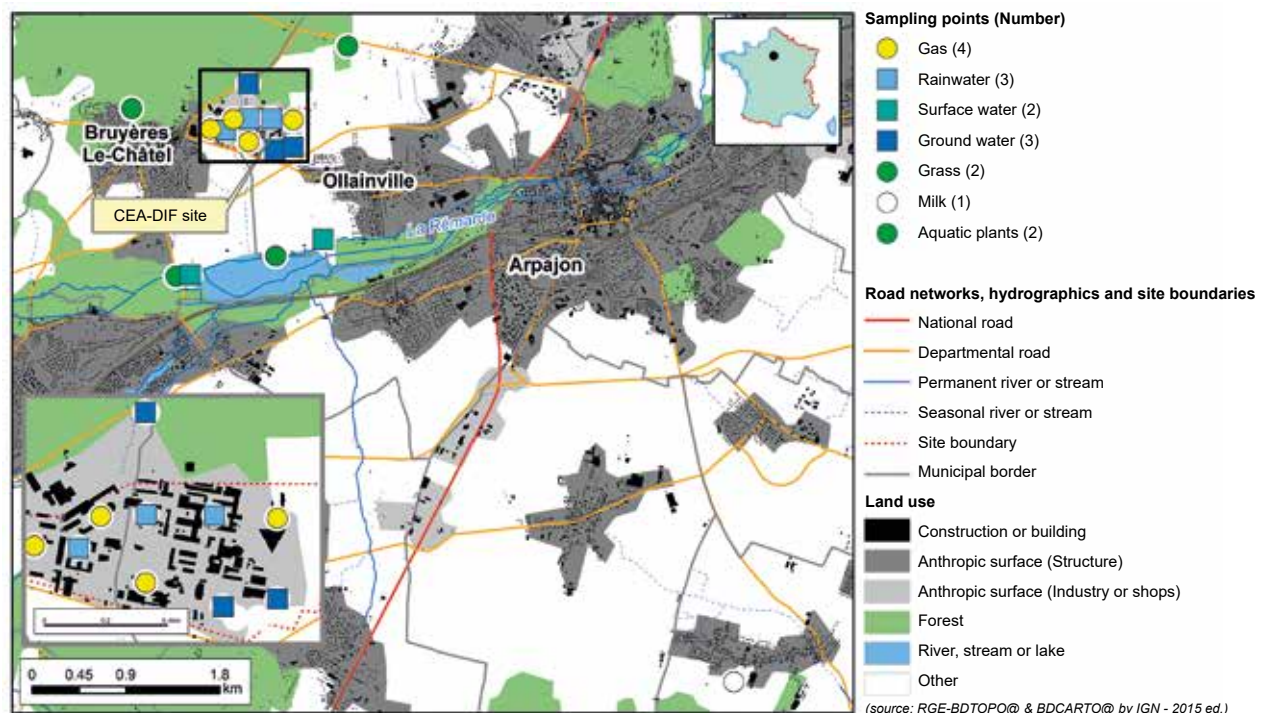 Bruyères
Le-Châtel
CEA-DIF site
Ollainville
La Rémarde
Arpajon
0 0.45 0.9 1.8
km
Sampling points (Number)
Gas (4)
Rainwater (3)
Surface water (2)
Ground water (3)
Grass (2)
Milk (1)
Aquatic plants (2)
Road networks, hydrographics and site boundaries
National road
Departmental road
Permanent river or stream
Seasonal river or stream
Site boundary
Municipal border
Land use
Construction or building
Anthropic surface (Structure)
Anthropic surface (Industry or shops)
Forest
River, stream or lake
Other
(source: RGE-BDTOPO@ & BDCARTO@ by IGN - 2015 ed.)